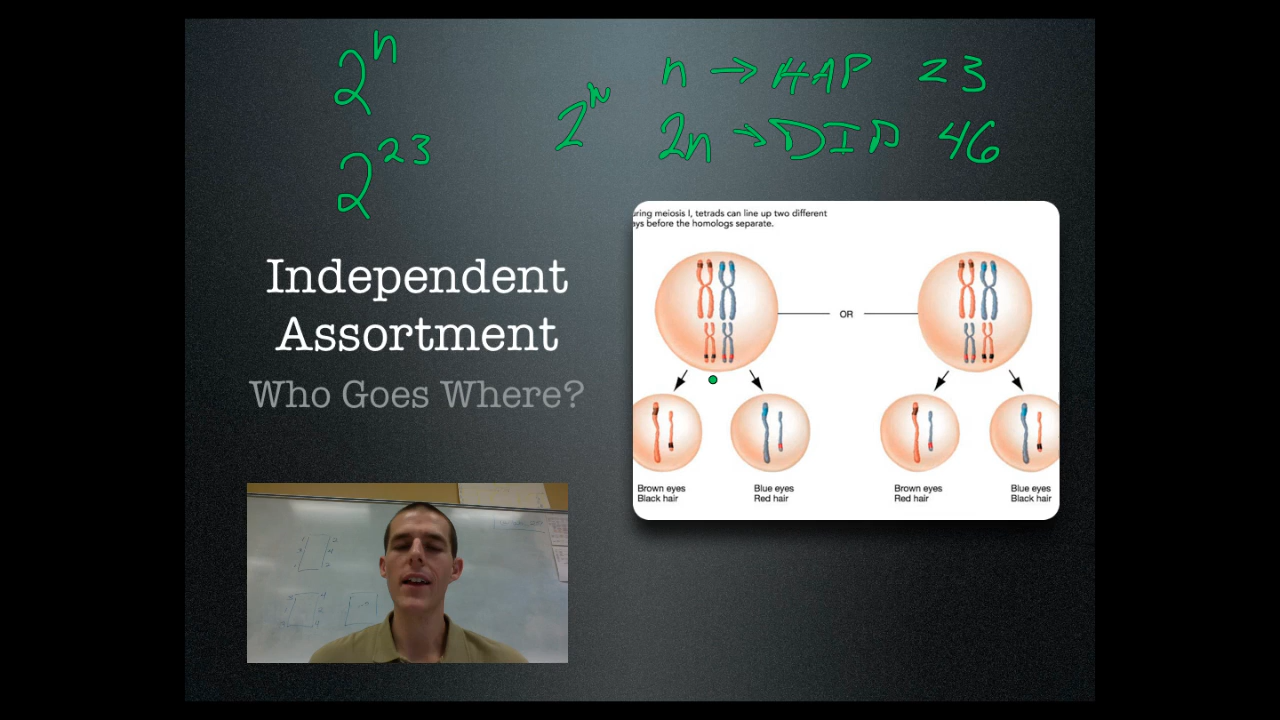 2^n
2^23
2^n
n → HAP 23
2n → DIP 46
Independent
Assortment
Who Goes Where?
uring meiosis I, tetrads can line up two different
ays before the homologs separate.
OR
Brown eyes
Black hair
Blue eyes
Red hair
Brown eyes
Red hair
Blue eyes
Black hair